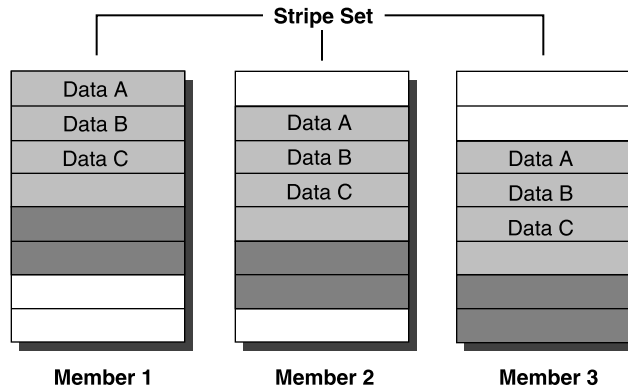 Stripe Set
Data A
Data B
Data C
Data A
Data B
Data C
Data A
Data B
Data C
Member 1
Member 2
Member 3